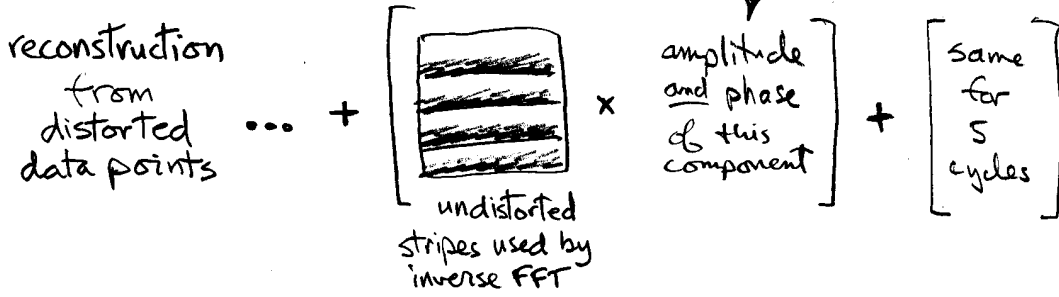 reconstruction
from
distorted
data points
... + [
undistorted
stripes used by
inverse FFT
×
amplitude
and phase
of this
component
] + [
same
for
5
cycles
]